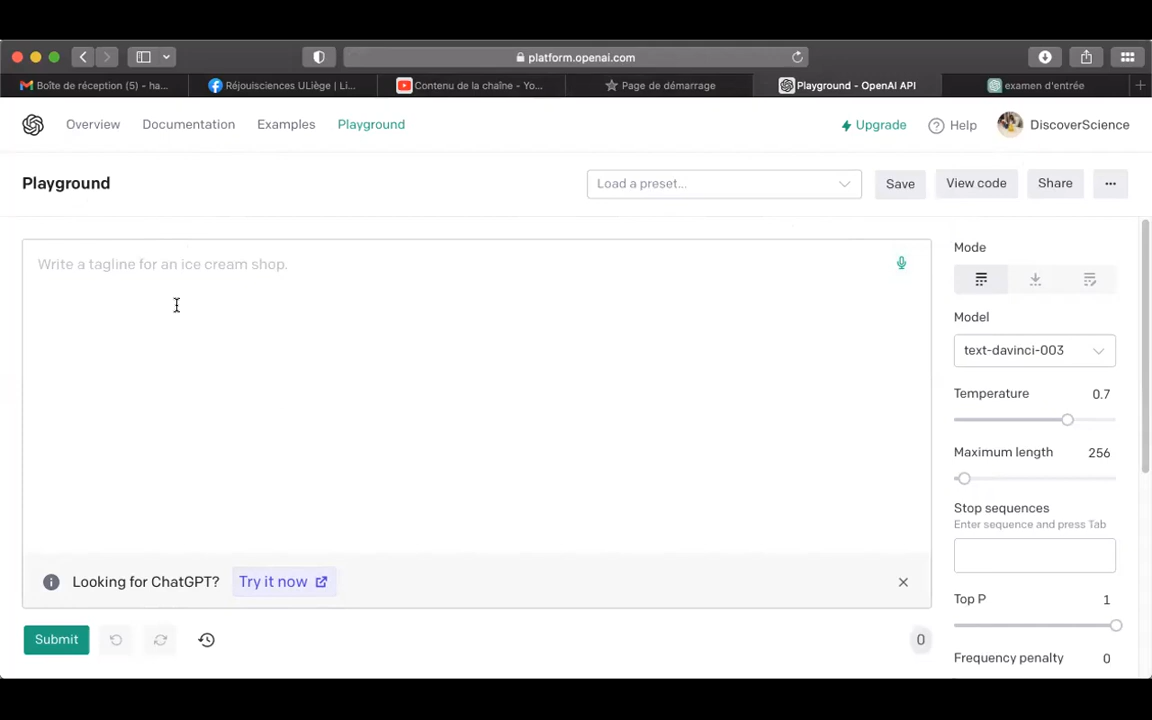 platform.openai.com
Boîte de réception (5) – ha...
Réjouisciences ULiège | Li...
Contenu de la chaîne - Yo...
Page de démarrage
Playground - OpenAI API
examen d'entrée
Overview
Documentation
Examples
Playground
Upgrade
Help
DiscoverScience
Playground
Load a preset...
Save
View code
Share
Write a tagline for an ice cream shop.
Mode
Model
text-davinci-003
Temperature 0.7
Maximum length 256
Stop sequences
Enter sequence and press Tab
Looking for ChatGPT? Try it now
Top P 1
Submit
0
Frequency penalty 0